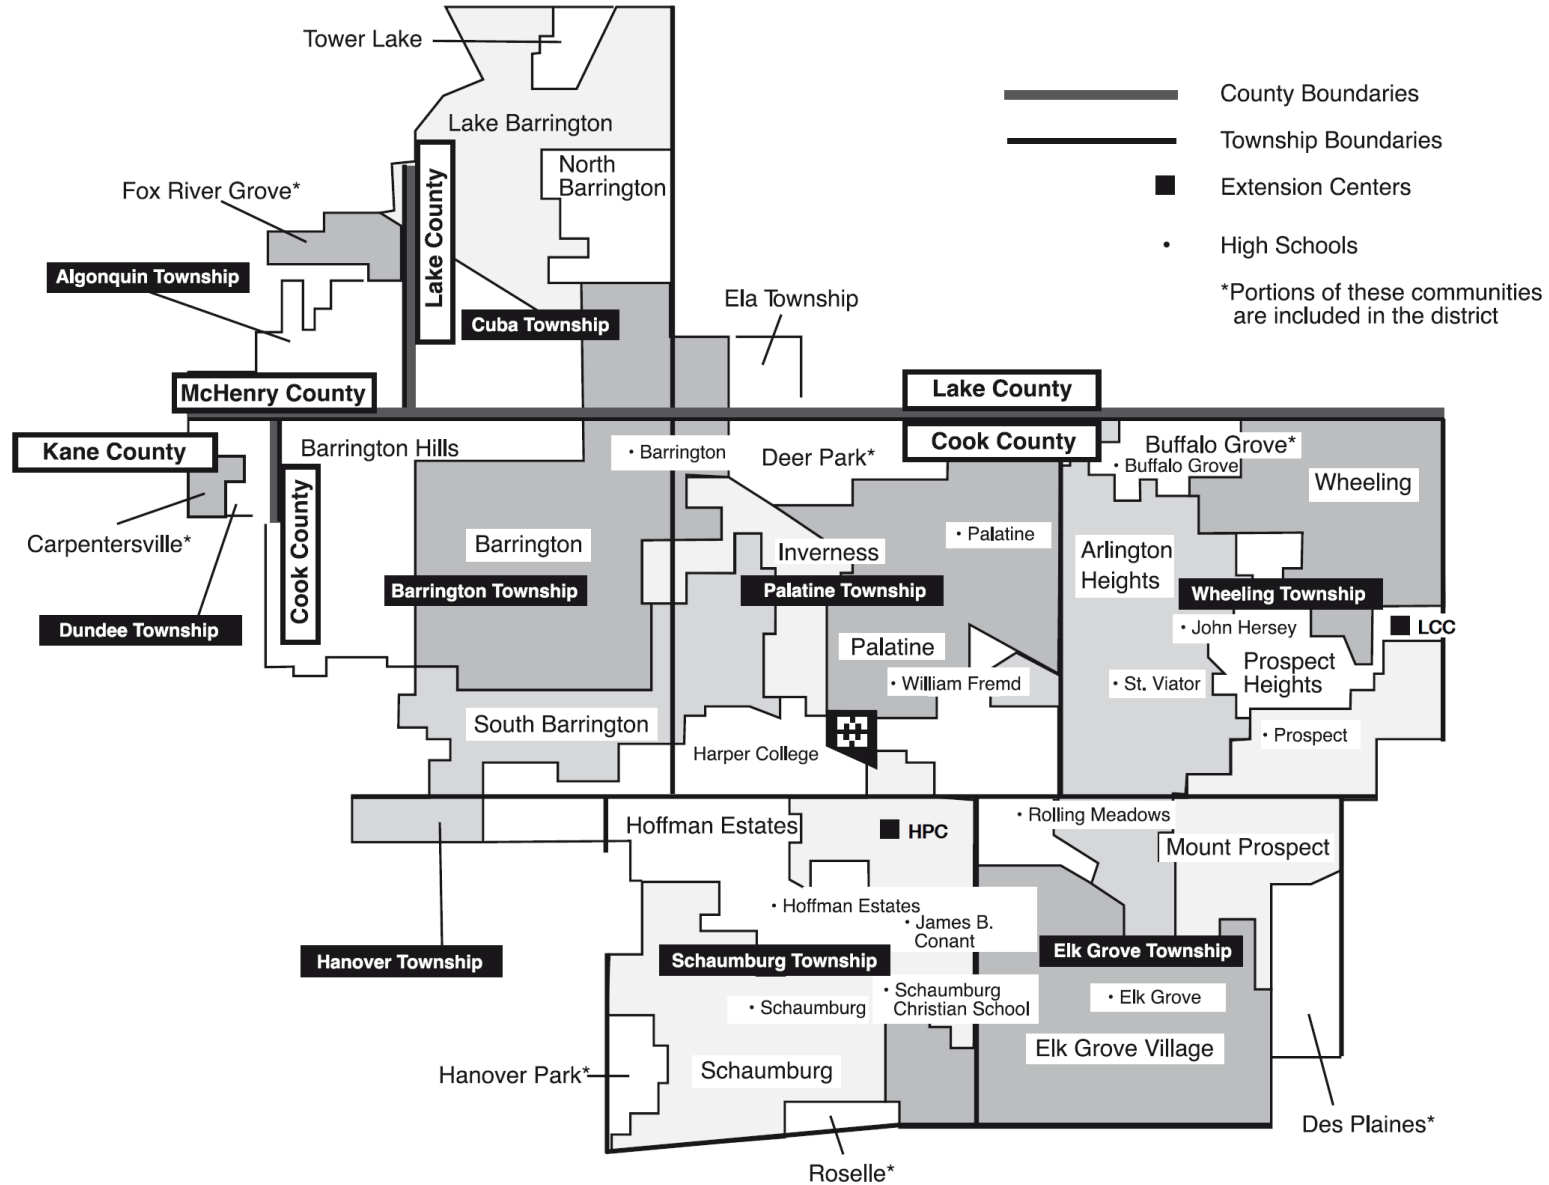 Tower Lake
County Boundaries
Lake Barrington
Township Boundaries
North
Barrington
Fox River Grove*
Extension Centers
Lake County
High Schools
Algonquin Township
*Portions of these communities
are included in the district
Ela Township
Cuba Township
McHenry County
Lake County
Kane County
Barrington Hills
• Barrington
Deer Park*
Cook County
Buffalo Grove*
• Buffalo Grove
Wheeling
Carpentersville*
Cook County
Barrington
Inverness
• Palatine
Arlington
Heights
Barrington Township
Palatine Township
Wheeling Township
Dundee Township
Palatine
• John Hersey
LCC
• William Fremd
• St. Viator
Prospect
Heights
South Barrington
Harper College
• Prospect
Hoffman Estates
HPC
• Rolling Meadows
Mount Prospect
• Hoffman Estates
• James B.
Conant
Hanover Township
Schaumburg Township
Elk Grove Township
• Schaumburg
• Schaumburg
Christian School
• Elk Grove
Elk Grove Village
Hanover Park*
Schaumburg
Des Plaines*
Roselle*